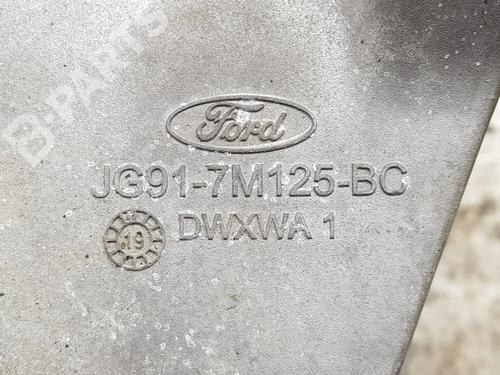 B-PARTS
Ford
JG91-7M125-BC
DWXWA 1
19